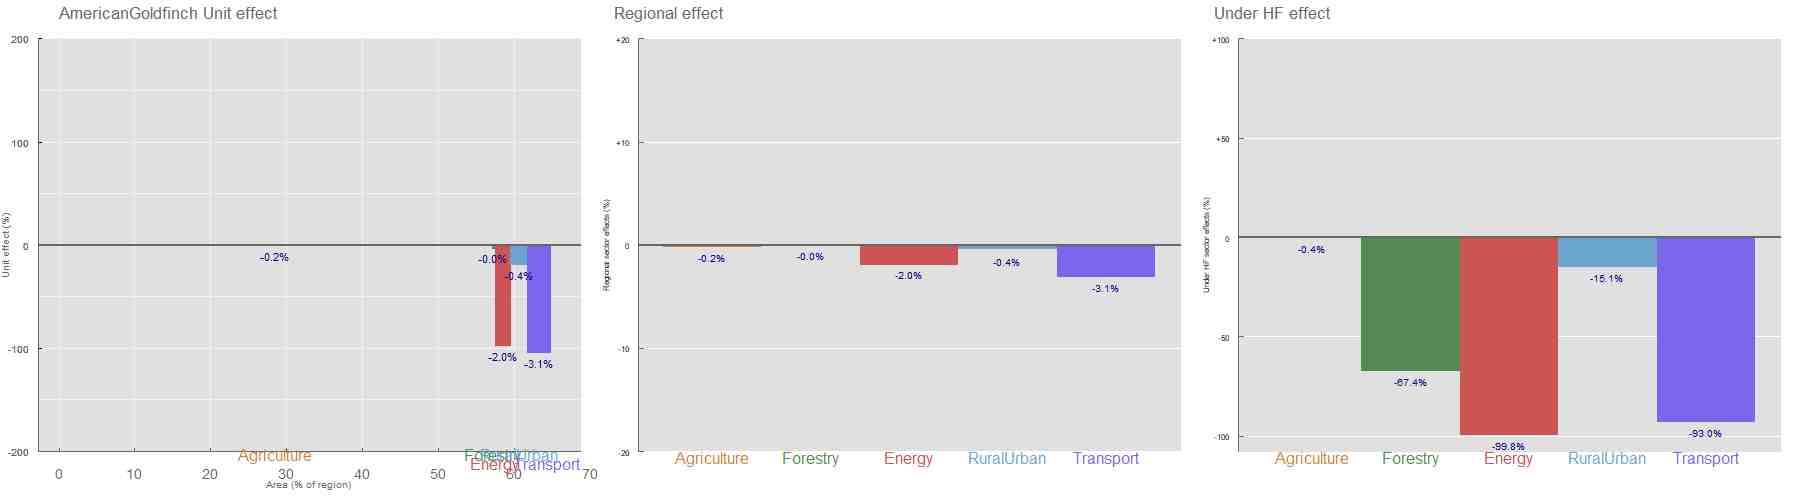 AmericanGoldfinch Unit effect
200
100
0
-100
-200
Unit effect (%)
-0.2%
-0.0%
-0.4%
-2.0%
-3.1%
Agriculture
Forestry
RuralUrban
Energy
Transport
0 10 20 30 40 50 60 70
Area (% of region)
Regional effect
+20
+10
0
-10
-20
Regional sector effects (%)
-0.2%
-0.0%
-2.0%
-0.4%
-3.1%
Agriculture Forestry Energy RuralUrban Transport
Under HF effect
+100
+50
0
-50
-100
Under HF sector effects (%)
-0.4%
-67.4%
-99.8%
-15.1%
-93.0%
Agriculture Forestry Energy RuralUrban Transport